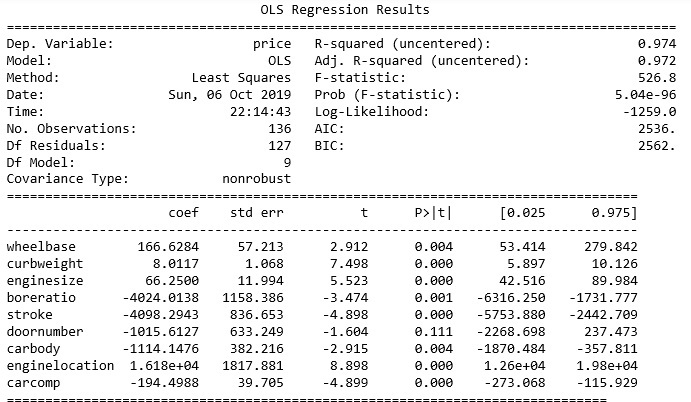 OLS Regression Results
==============================================================================
Dep. Variable: price R-squared (uncentered): 0.974
Model: OLS Adj. R-squared (uncentered): 0.972
Method: Least Squares F-statistic: 526.8
Date: Sun, 06 Oct 2019 Prob (F-statistic): 5.04e-96
Time: 22:14:43 Log-Likelihood: -1259.0
No. Observations: 136 AIC: 2536.
Df Residuals: 127 BIC: 2562.
Df Model: 9
Covariance Type: nonrobust
==============================================================================
coef std err t P>|t| [0.025 0.975]
------------------------------------------------------------------------------
wheelbase 166.6284 57.213 2.912 0.004 53.414 279.842
curbweight 8.0117 1.068 7.498 0.000 5.897 10.126
enginesize 66.2500 11.994 5.523 0.000 42.516 89.984
boreratio -4024.0138 1158.386 -3.474 0.001 -6316.250 -1731.777
stroke -4098.2943 836.653 -4.898 0.000 -5753.880 -2442.709
doornumber -1015.6127 633.249 -1.604 0.111 -2268.698 237.473
carbody -1114.1476 382.216 -2.915 0.004 -1870.484 -357.811
enginelocation 1.618e+04 1817.881 8.898 0.000 1.26e+04 1.98e+04
carcomp -194.4988 39.705 -4.899 0.000 -273.068 -115.929
==============================================================================